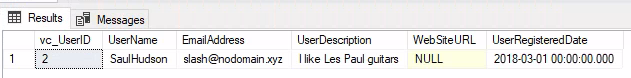 Results Messages
vc_UserID UserName EmailAddress UserDescription WebSiteURL UserRegisteredDate
1 2 SaulHudson slash@nodomain.xyz I like Les Paul guitars NULL 2018-03-01 00:00:00.000